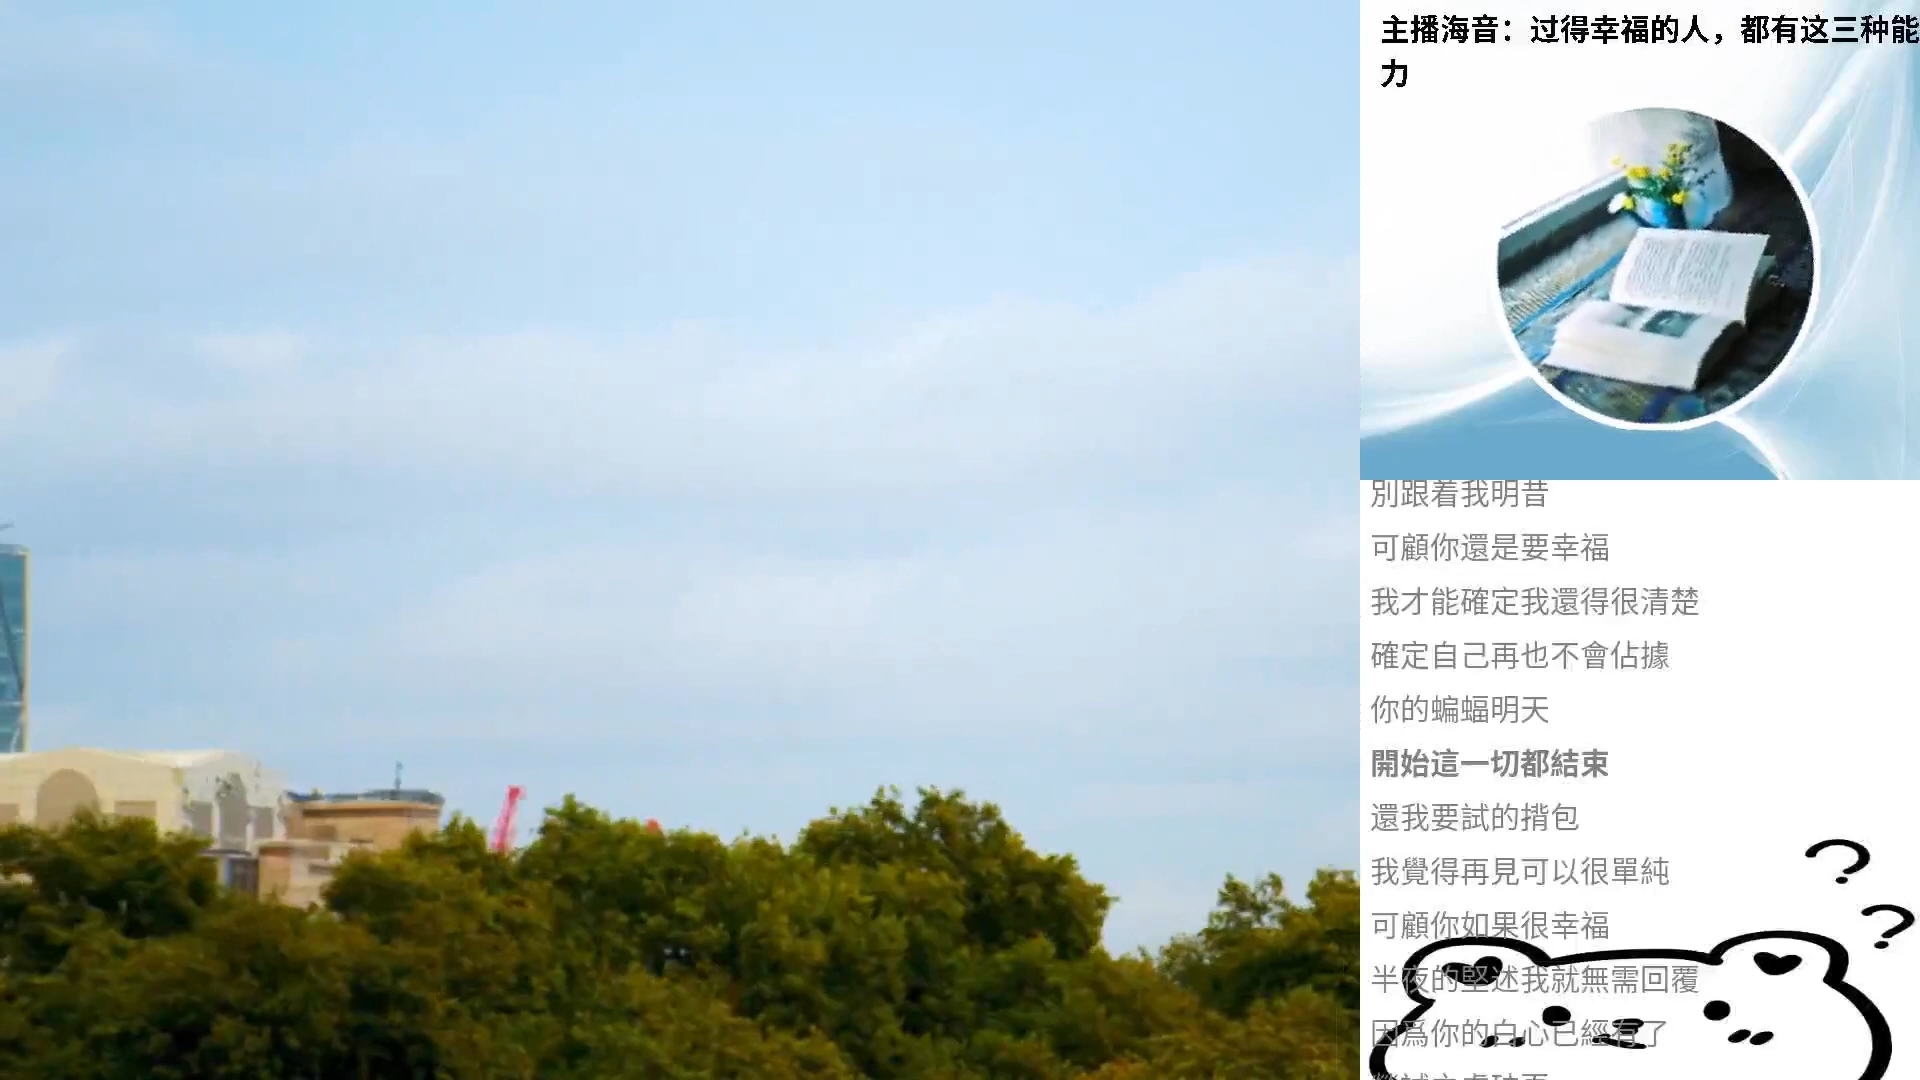 主播海音：过得幸福的人，都有这三种能
力
別跟着我明昔
可顧你還是要幸福
我才能確定我還得很清楚
確定自己再也不會佔據
你的蝙蝠明天
開始這一切都結束
還我要試的揹包
我覺得再見可以很單純
可顧你如果很幸福
半夜的堅述我就無需回覆
因爲你的白心已經有了